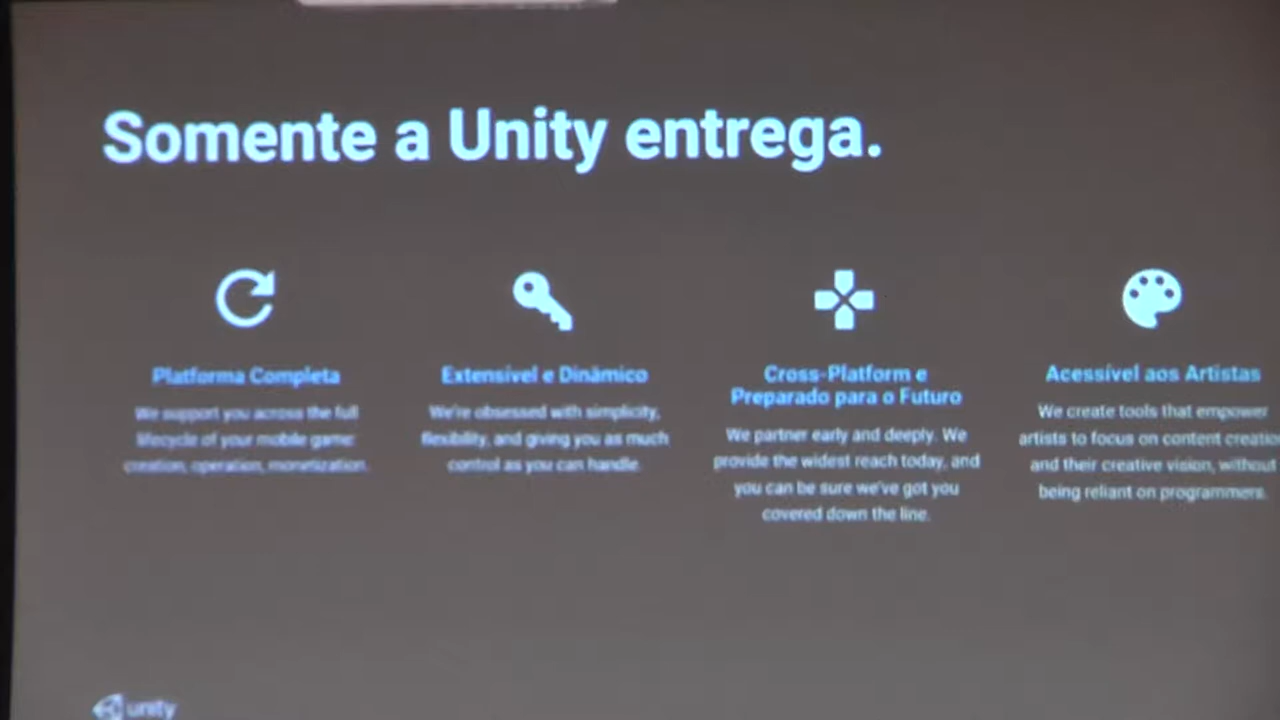 Somente a Unity entrega.
Platforma Completa
We support you across the full
lifecycle of your mobile game:
creation, operation, monetization.
Extensível e Dinâmico
We're obsessed with simplicity,
flexibility, and giving you as much
control as you can handle.
Cross-Platform e
Preparado para o Futuro
We partner early and deeply. We
provide the widest reach today, and
you can be sure we've got you
covered down the line.
Acessível aos Artistas
We create tools that empower
artists to focus on content creatio
and their creative vision, without
being reliant on programmers.
unity